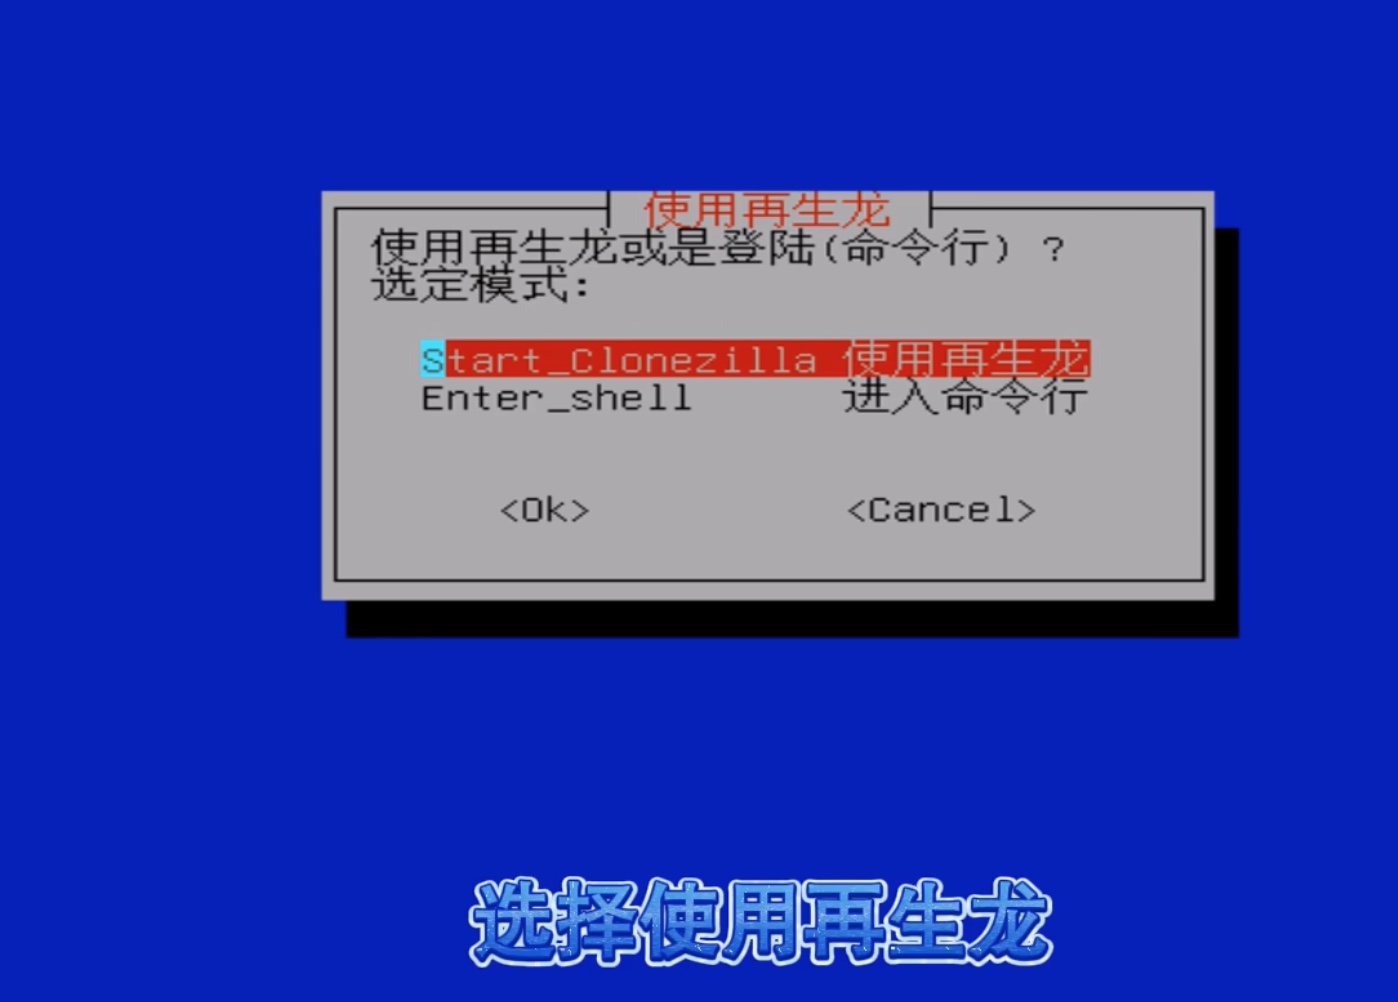 使用再生龙
使用再生龙或是登陆(命令行) ?
选定模式:
Start_Clonezilla 使用再生龙
Enter_shell 进入命令行
<Ok> <Cancel>
选择使用再生龙